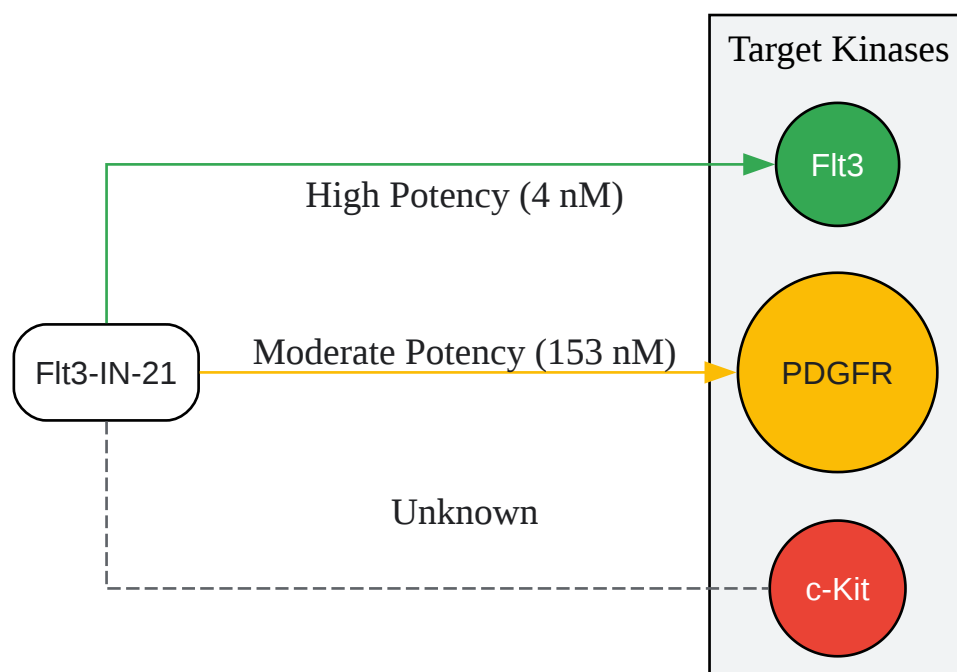 Target Kinases
Flt3
High Potency (4 nM)
Flt3-IN-21
Moderate Potency (153 nM)
PDGFR
Unknown
c-Kit